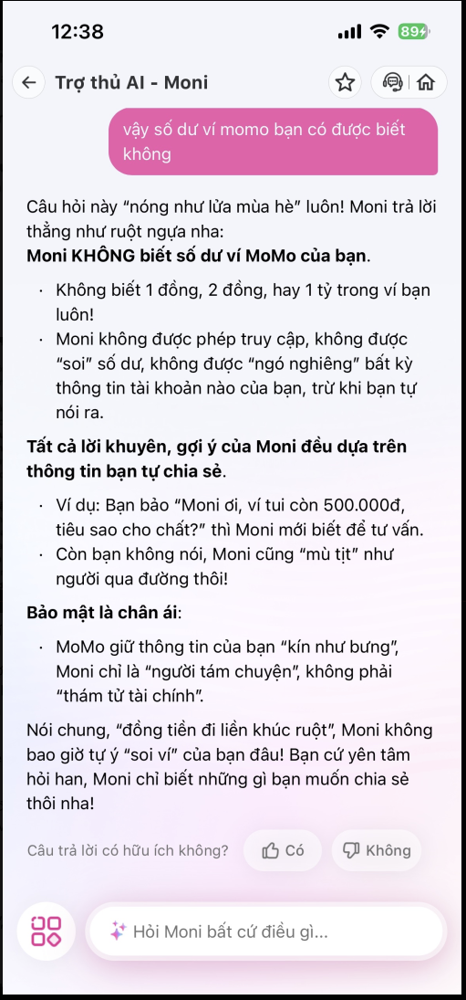 12:38
89
Trợ thủ AI - Moni
vậy số dư ví momo bạn có được biết
không
Câu hỏi này “nóng như lửa mùa hè” luôn! Moni trả lời
thẳng như ruột ngựa nha:
Moni KHÔNG biết số dư ví MoMo của bạn.
· Không biết 1 đồng, 2 đồng, hay 1 tỷ trong ví bạn
luôn!
· Moni không được phép truy cập, không được
“soi” số dư, không được “ngó nghiêng” bất kỳ
thông tin tài khoản nào của bạn, trừ khi bạn tự
nói ra.
Tất cả lời khuyên, gợi ý của Moni đều dựa trên
thông tin bạn tự chia sẻ.
· Ví dụ: Bạn bảo “Moni ơi, ví tui còn 500.000đ,
tiêu sao cho chất?” thì Moni mới biết để tư vấn.
· Còn bạn không nói, Moni cũng “mù tịt” như
người qua đường thôi!
Bảo mật là chân ái:
· MoMo giữ thông tin của bạn “kín như bưng”,
Moni chỉ là “người tám chuyện”, không phải
“thám tử tài chính”.
Nói chung, “đồng tiền đi liền khúc ruột”, Moni không
bao giờ tự ý “soi ví” của bạn đâu! Bạn cứ yên tâm
hỏi han, Moni chỉ biết những gì bạn muốn chia sẻ
thôi nha!
Câu trả lời có hữu ích không? Có Không
Hỏi Moni bất cứ điều gì...